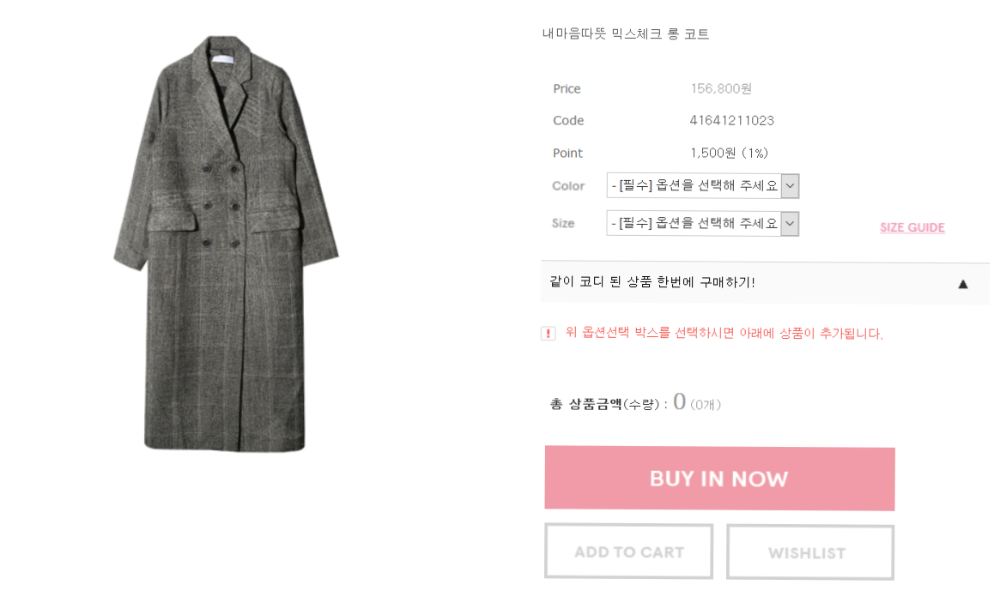 내마음따뜻 믹스체크 롱 코트
Price 156,800원
Code 41641211023
Point 1,500원 (1%)
Color - [필수] 옵션을 선택해 주세요
Size - [필수] 옵션을 선택해 주세요
SIZE GUIDE
같이 코디 된 상품 한번에 구매하기! ▲
! 위 옵션선택 박스를 선택하시면 아래에 상품이 추가됩니다.
총 상품금액(수량) : 0 (0개)
BUY IN NOW
ADD TO CART WISHLIST